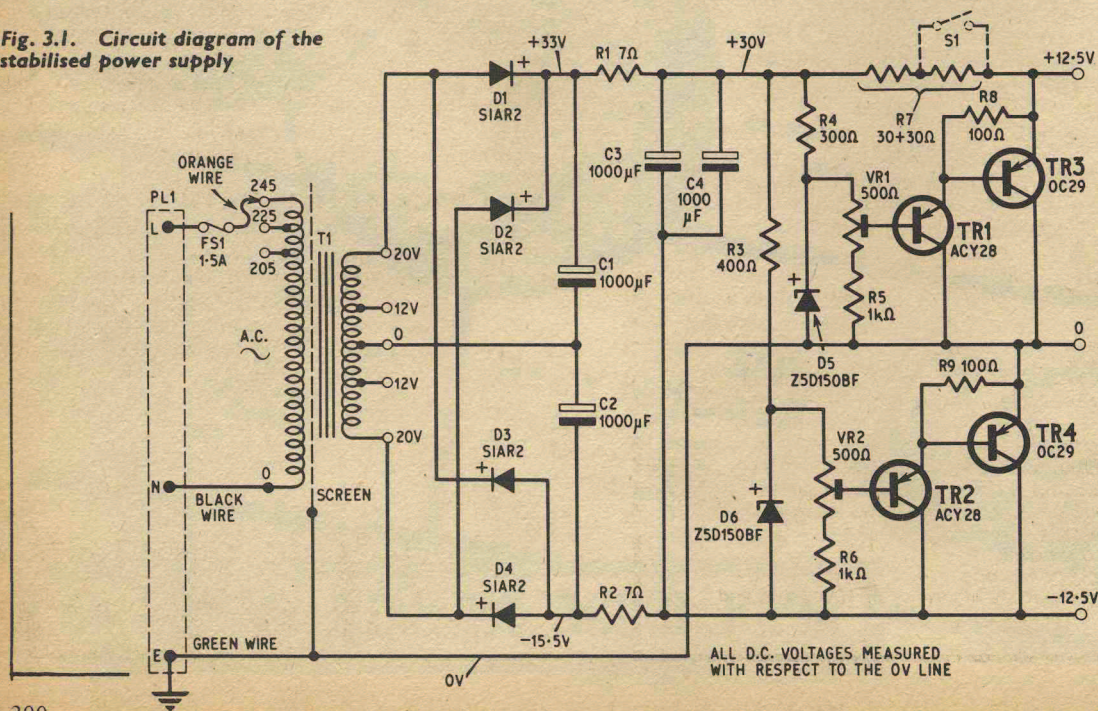 Fig. 3.1. Circuit diagram of the
stabilised power supply
+33V
R1 7Ω
+30V
S1
+12·5V
+
D1
SIAR2
R4
300Ω
R7
30+30Ω
R8
100Ω
ORANGE
WIRE
C3
1000μF
C4
1000
μF
TR3
OC29
PL1
245
VR1
500Ω
L
225
+
D2
SIAR2
TR1
ACY28
FS1
1·5A
205
T1
20V
R3
400Ω
C1
1000μF
12V
+
R5
1kΩ
A.C.
0
0
D5
Z5D150BF
R9 100Ω
12V
C2
1000μF
20V
D3
SIAR2
+
VR2
500Ω
TR4
OC29
0
N
BLACK
WIRE
SCREEN
+
D6
Z5D150BF
TR2
ACY28
R6
1kΩ
D4
SIAR2
+
R2 7Ω
-15·5V
-12·5V
E
GREEN WIRE
0V
ALL D.C. VOLTAGES MEASURED
WITH RESPECT TO THE 0V LINE